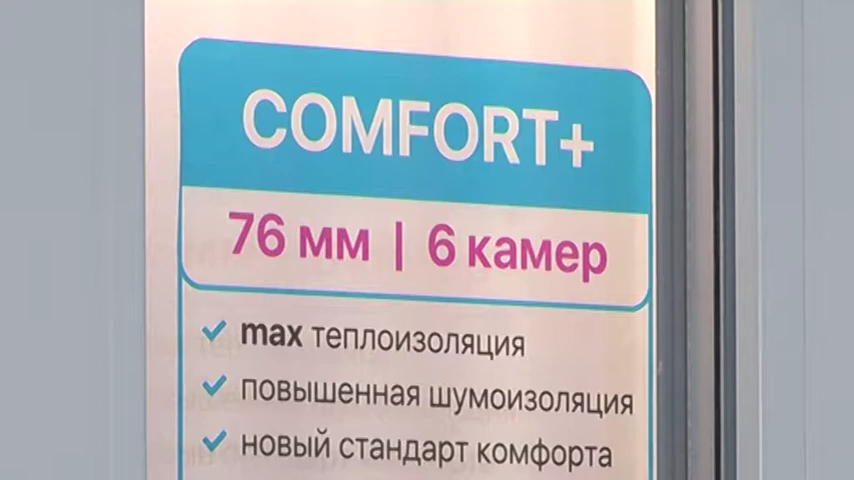 COMFORT+
76 мм | 6 камер
max теплоизоляция
повышенная шумоизоляция
новый стандарт комфорта